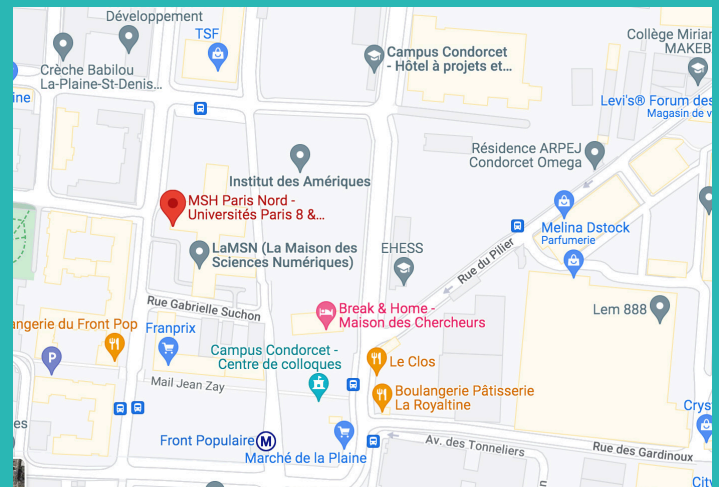 Développement
TSF
Crèche Babilou
La-Plaine-St-Denis...
Campus Condorcet
- Hôtel à projets et...
Collège Miriam
MAKEB
ine
Levi's® Forum des
Magasin de v
Résidence ARPEJ
Condorcet Omega
Institut des Amériques
MSH Paris Nord -
Universités Paris 8 &...
Melina Dstock
Parfumerie
LaMSN (La Maison des
Sciences Numériques)
EHESS
Rue du Pilier
Rue Gabrielle Suchon
Break & Home -
Maison des Chercheurs
Lem 888
angerie du Front Pop
Franprix
P
Campus Condorcet -
Centre de colloques
Le Clos
Mail Jean Zay
Boulangerie Pâtisserie
La Royaltine
Crys
es
Front Populaire M
Marché de la Plaine
Av. des Tonneliers
Rue des Gardinoux
City